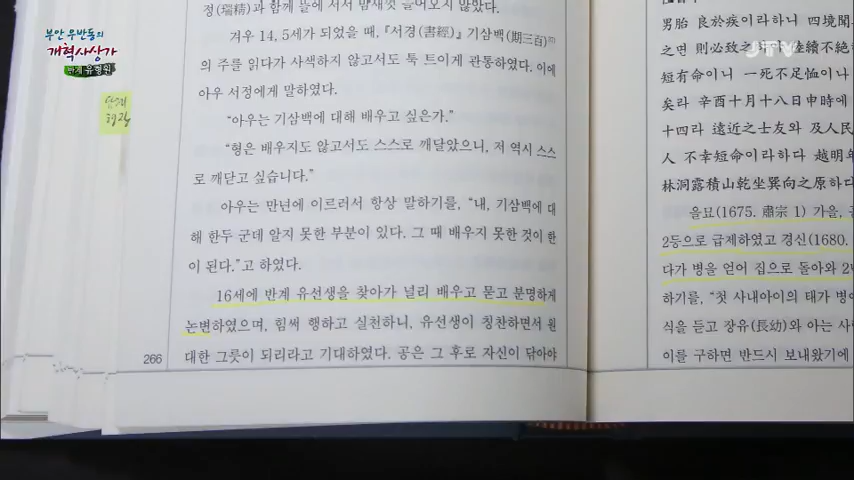 부안 우반동의
개혁사상가
반계 유형원
JTV
정(瑞精)과 함께 뜰에 서서 밤새껏 들어오지 않았다.
겨우 14, 5세가 되었을 때, 『서경(書經)』 기삼백(期三百)
의 주를 읽다가 사색하지 않고서도 툭 트이게 관통하였다. 이에
아우 서정에게 말하였다.
“아우는 기삼백에 대해 배우고 싶은가.”
“형은 배우지도 않고서도 스스로 깨달았으니, 저 역시 스스
로 깨닫고 싶습니다.”
아우는 만년에 이르러서 항상 말하기를, “내, 기삼백에 대
해 한두 군데 알지 못한 부분이 있다. 그 때 배우지 못한 것이 한
이 된다.”고 하였다.
16세에 반계 유선생을 찾아가 널리 배우고 묻고 분명하게
논변하였으며, 힘써 행하고 실천하니, 유선생이 칭찬하면서 원
대한 그릇이 되리라고 기대하였다. 공은 그 후로 자신이 닦아야
266
男胎 良於疾이라하니 四境聞
之면 則必致之
陸續不絶
短有命이니 一死不足恤이나
矣라 辛酉十月十八日申時에
十四라 遠近之士友와 及人民
人 不幸短命이라하다 越明年
林洞露積山乾坐巽向之原하다
을묘(1675. 肅宗 1) 가을,
2등으로 급제하였고 경신(1680.
다가 병을 얻어 집으로 돌아와 2
하기를, “첫 사내아이의 태가 병에
식을 듣고 장유(長幼)와 아는 사
이를 구하면 반드시 보내왔기에